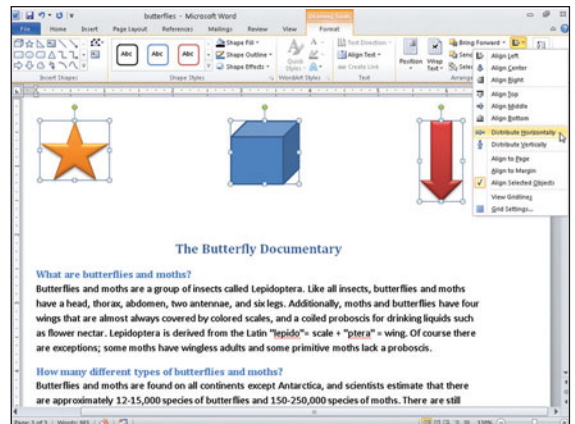 butterflies - Microsoft Word
Drawing Tools
File Home Insert Page Layout References Mailings Review View Format
Abc Abc Abc
Shape Fill
Shape Outline
Shape Effects
Quick Styles
Text Direction
Align Text
Create Link
Position Wrap Text
Bring Forward
Send
Selec
Insert Shapes Shape Styles WordArt Styles Text Arrange
Align Left
Align Center
Align Right
Align Top
Align Middle
Align Bottom
Distribute Horizontally
Distribute Vertically
Align to Page
Align to Margin
Align Selected Objects
View Gridlines
Grid Settings...
The Butterfly Documentary
What are butterflies and moths?
Butterflies and moths are a group of insects called Lepidoptera. Like all insects, butterflies and moths
have a head, thorax, abdomen, two antennae, and six legs. Additionally, moths and butterflies have four
wings that are almost always covered by colored scales, and a coiled proboscis for drinking liquids such
as flower nectar. Lepidoptera is derived from the Latin "lepido"= scale + "ptera" = wing. Of course there
are exceptions; some moths have wingless adults and some primitive moths lack a proboscis.
How many different types of butterflies and moths?
Butterflies and moths are found on all continents except Antarctica, and scientists estimate that there
are approximately 12-15,000 species of butterflies and 150-250,000 species of moths. There are still
Page: 1 of 3 Words: 983 110%